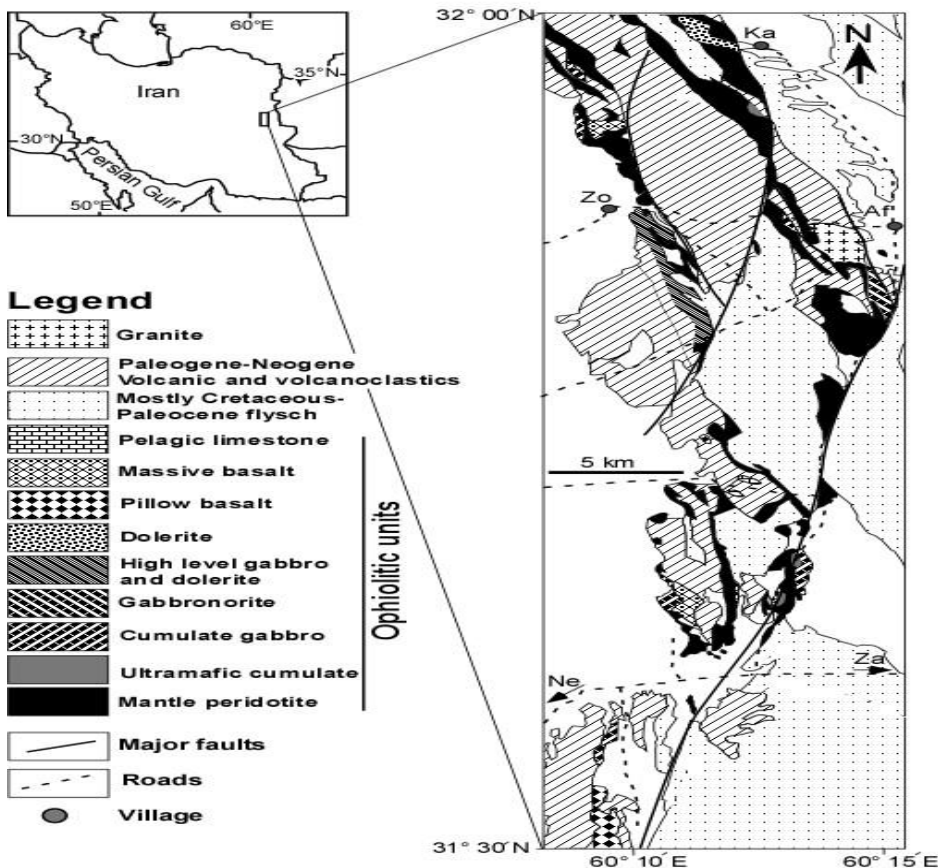 60°E
35°N
Iran
30°N
Persian Gulf
50°E
32° 00´N
Ka
N
Zo
Af
5 km
Ne
Za
31° 30´N
60° 10´E
60° 15´E
Legend
Granite
Paleogene-Neogene
Volcanic and volcanoclastics
Mostly Cretaceous-
Paleocene flysch
Pelagic limestone
Massive basalt
Pillow basalt
Dolerite
High level gabbro
and dolerite
Gabbronorite
Cumulate gabbro
Ultramafic cumulate
Mantle peridotite
Ophiolitic units
Major faults
Roads
Village